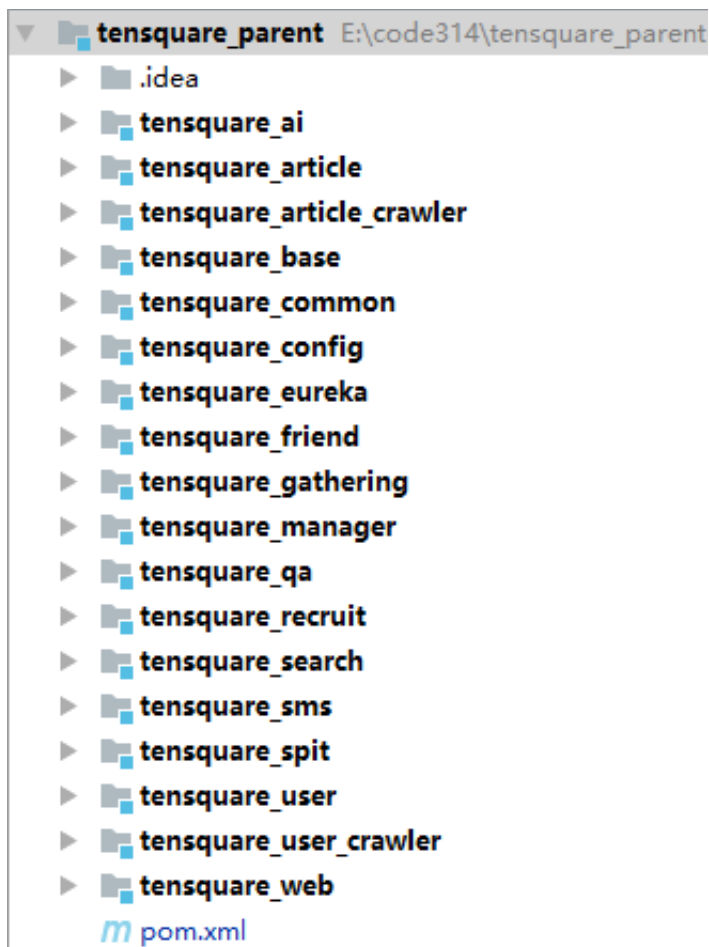 tensquare_parent E:\code314\tensquare_parent
.idea
tensquare_ai
tensquare_article
tensquare_article_crawler
tensquare_base
tensquare_common
tensquare_config
tensquare_eureka
tensquare_friend
tensquare_gathering
tensquare_manager
tensquare_qa
tensquare_recruit
tensquare_search
tensquare_sms
tensquare_spit
tensquare_user
tensquare_user_crawler
tensquare_web
m pom.xml